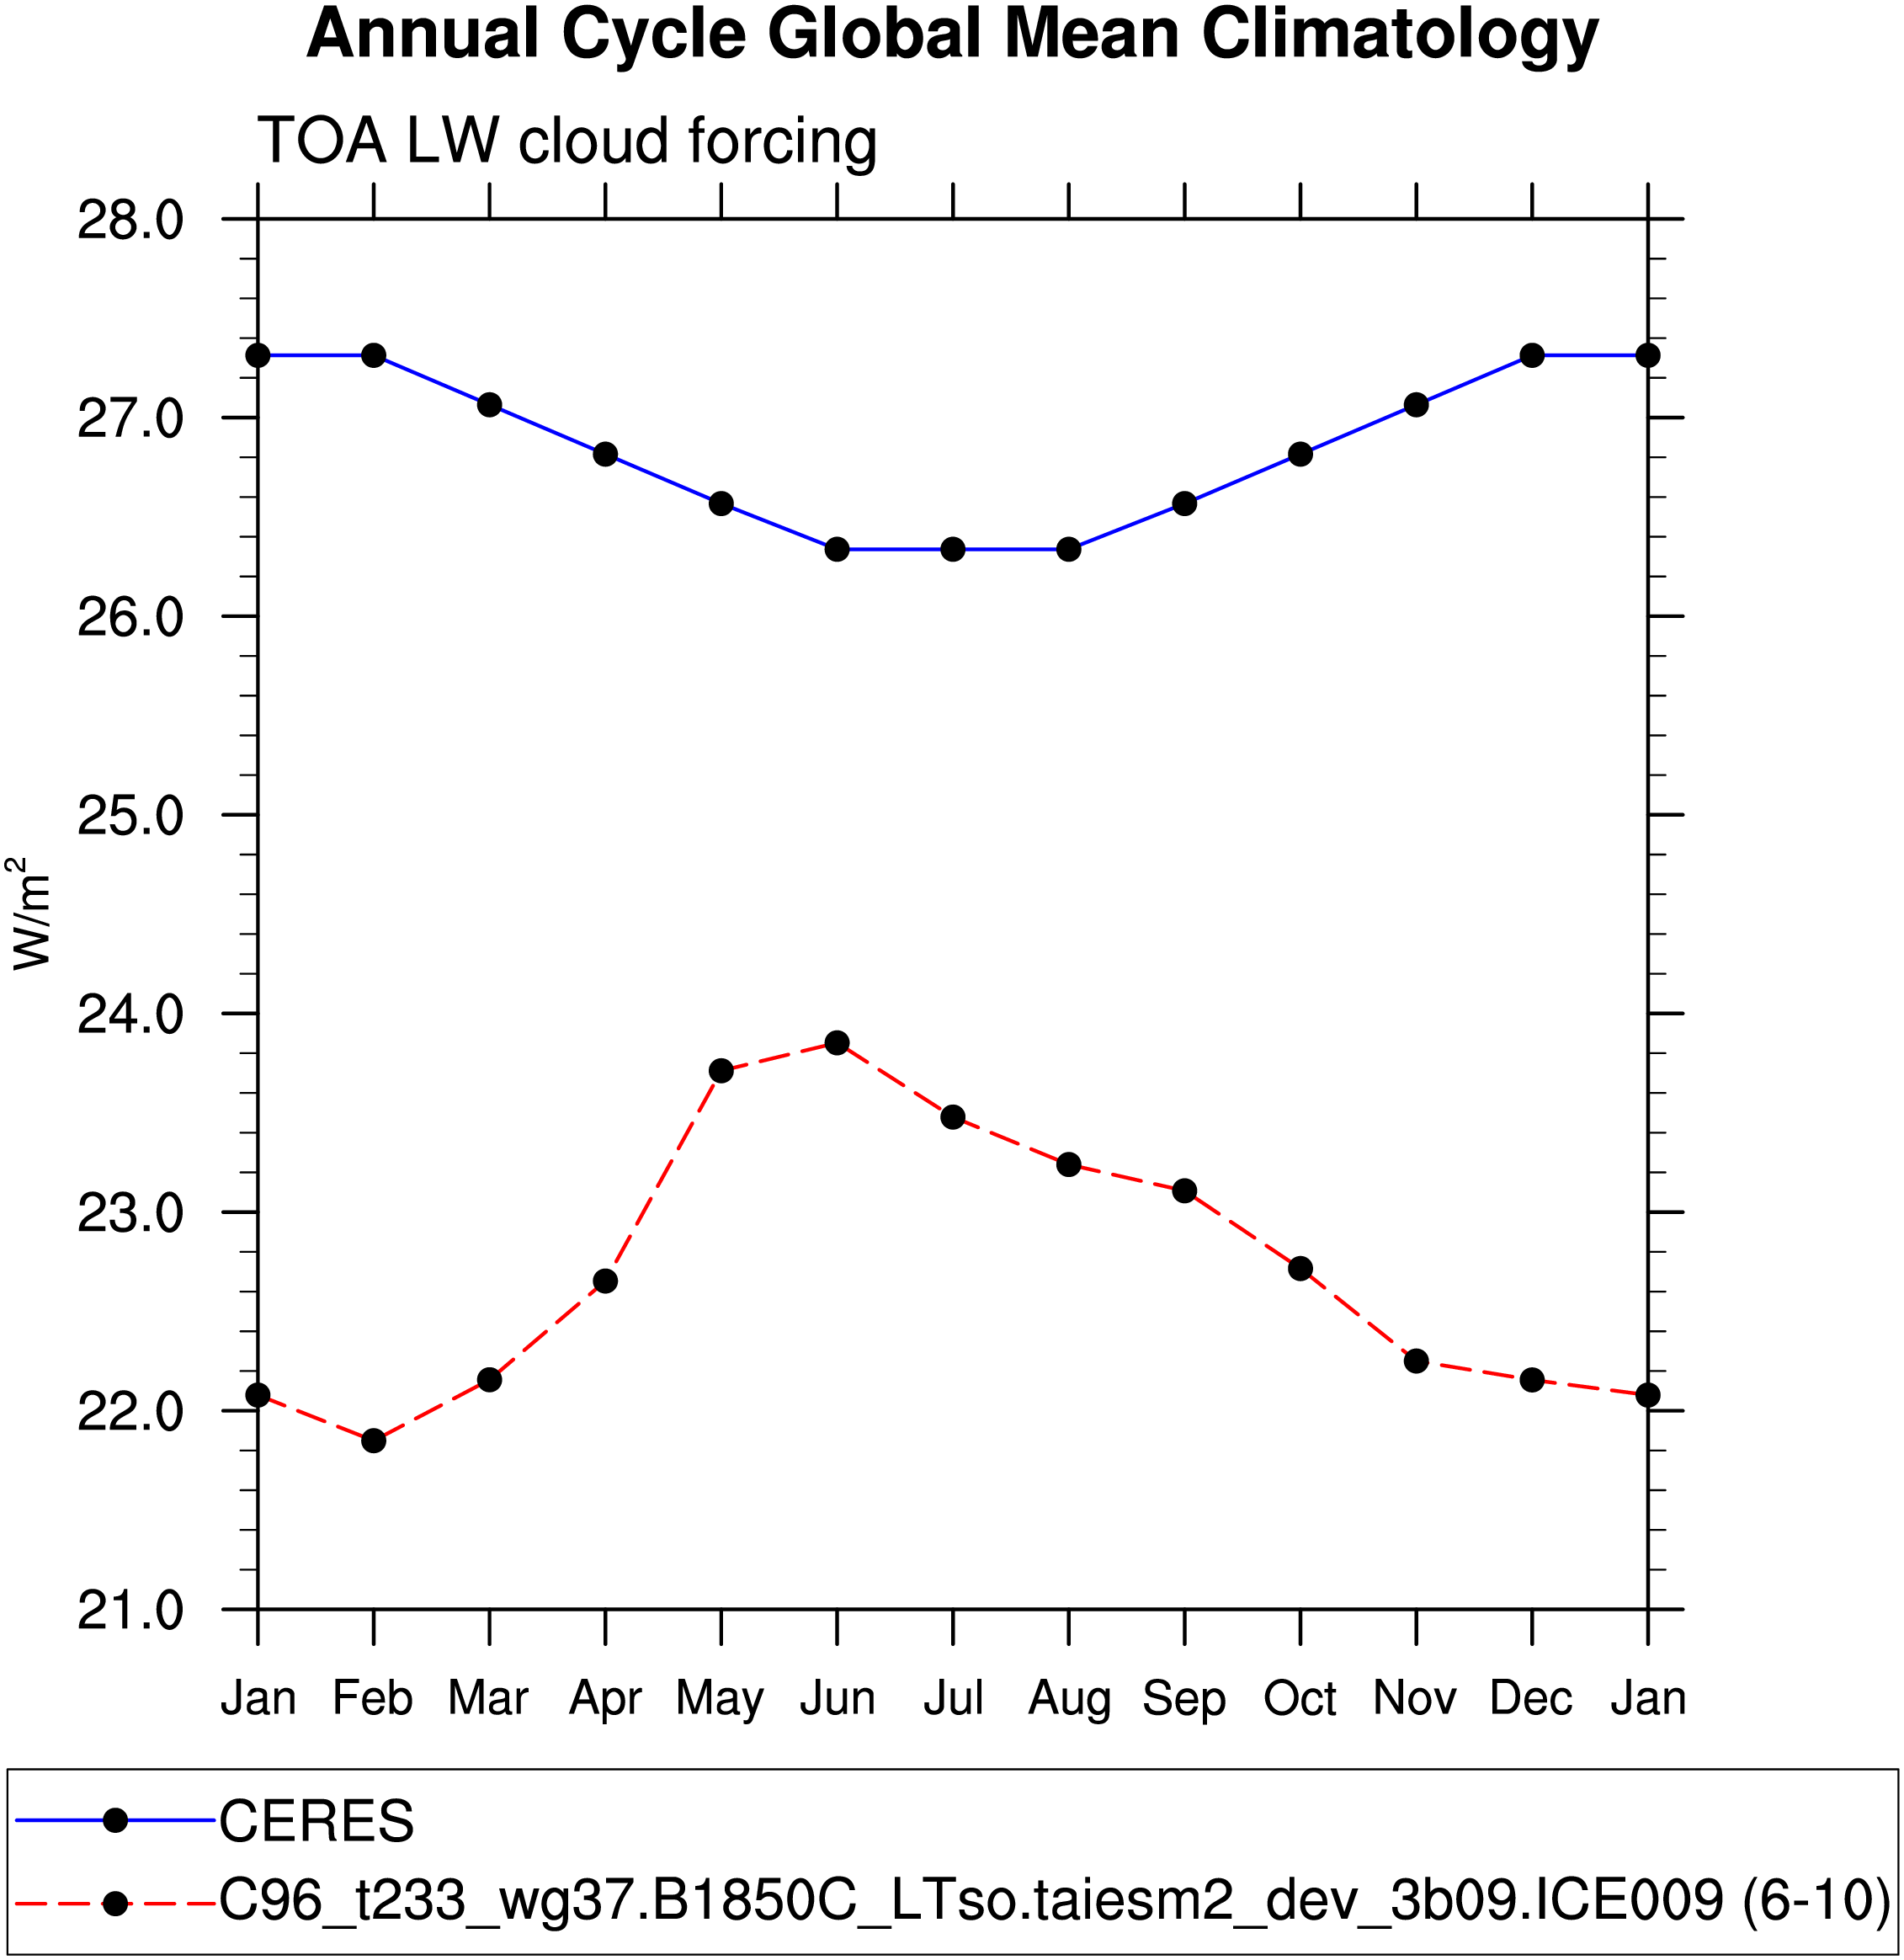 Annual Cycle Global Mean Climatology
TOA LW cloud forcing
28.0
27.0
26.0
25.0
24.0
23.0
22.0
21.0
W/m²
Jan Feb Mar Apr May Jun Jul Aug Sep Oct Nov Dec Jan
CERES
C96_t233_wg37.B1850C_LTso.taiesm2_dev_3b09.ICE009 (6-10)